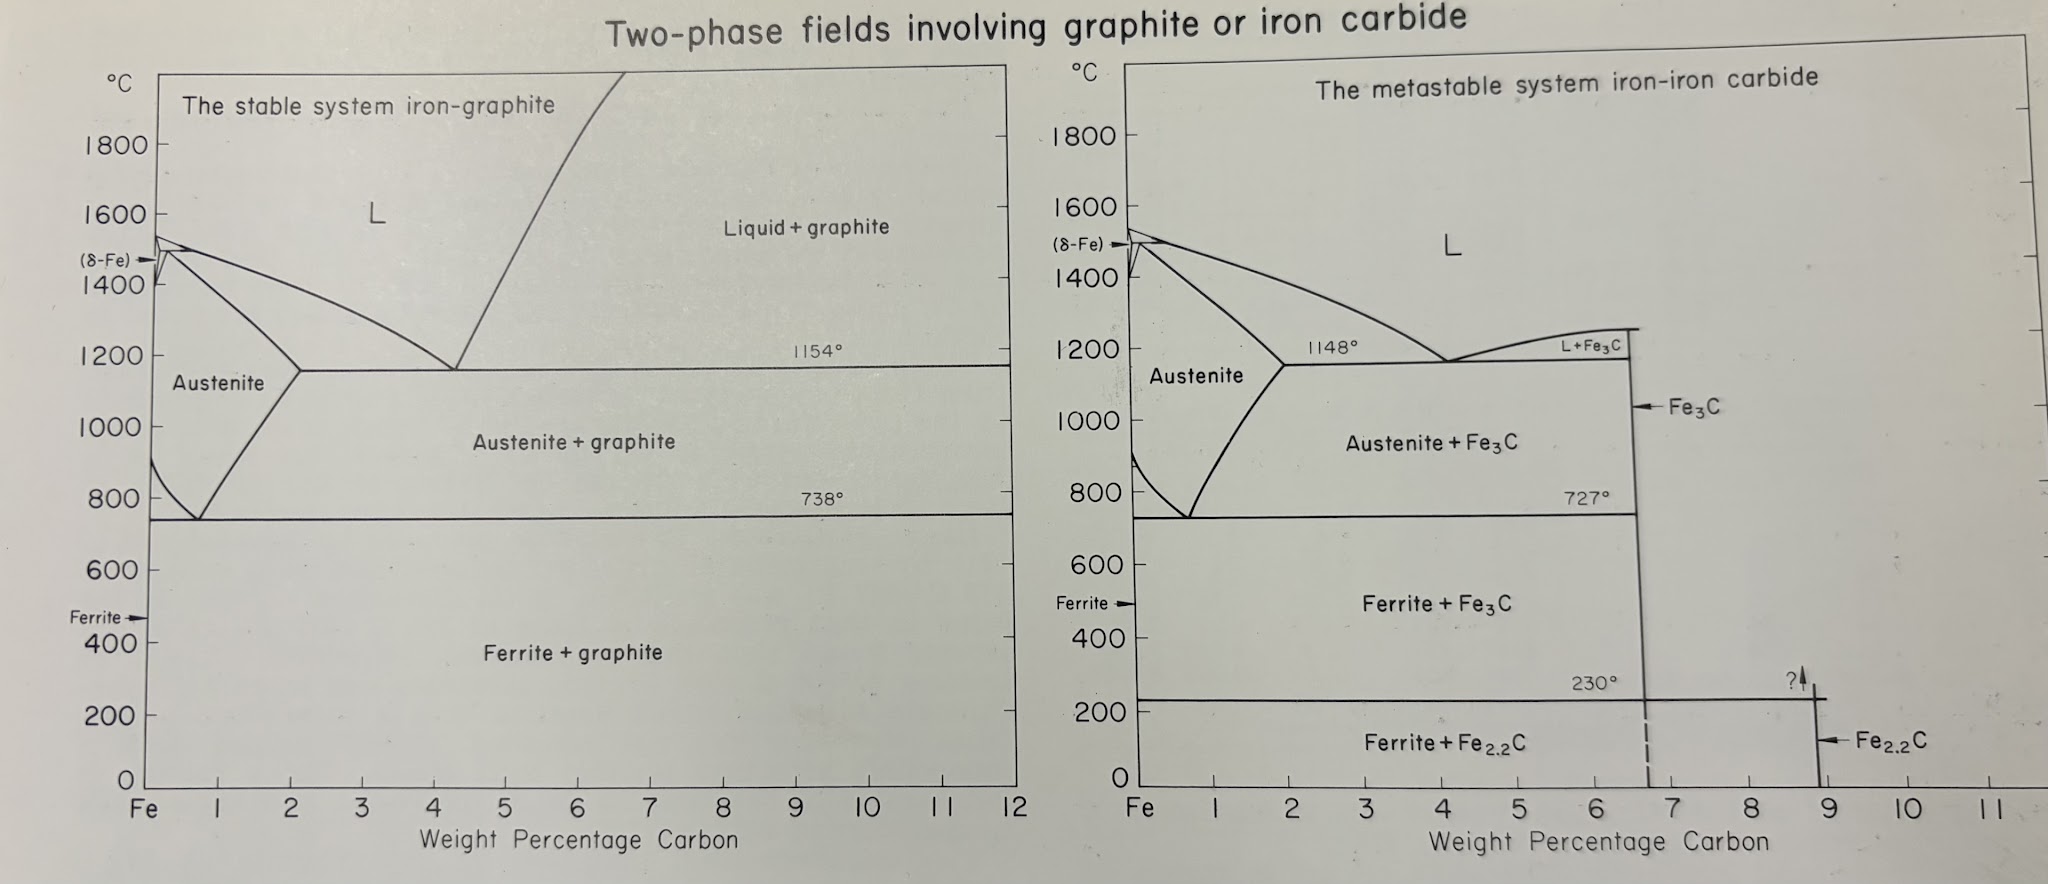 Two-phase fields involving graphite or iron carbide
°C
The stable system iron-graphite
1800
1600
L
Liquid + graphite
(δ-Fe)
1400
1200
1154°
Austenite
1000
Austenite + graphite
800
738°
600
Ferrite
400
Ferrite + graphite
200
0
Fe 1 2 3 4 5 6 7 8 9 10 11 12
Weight Percentage Carbon
°C
The metastable system iron-iron carbide
1800
1600
L
(δ-Fe)
1400
1200
1148°
L+Fe₃C
Austenite
Fe₃C
1000
Austenite + Fe₃C
800
727°
600
Ferrite
Ferrite + Fe₃C
400
230°
?
200
Ferrite + Fe₂.₂C
Fe₂.₂C
0
Fe 1 2 3 4 5 6 7 8 9 10 11
Weight Percentage Carbon